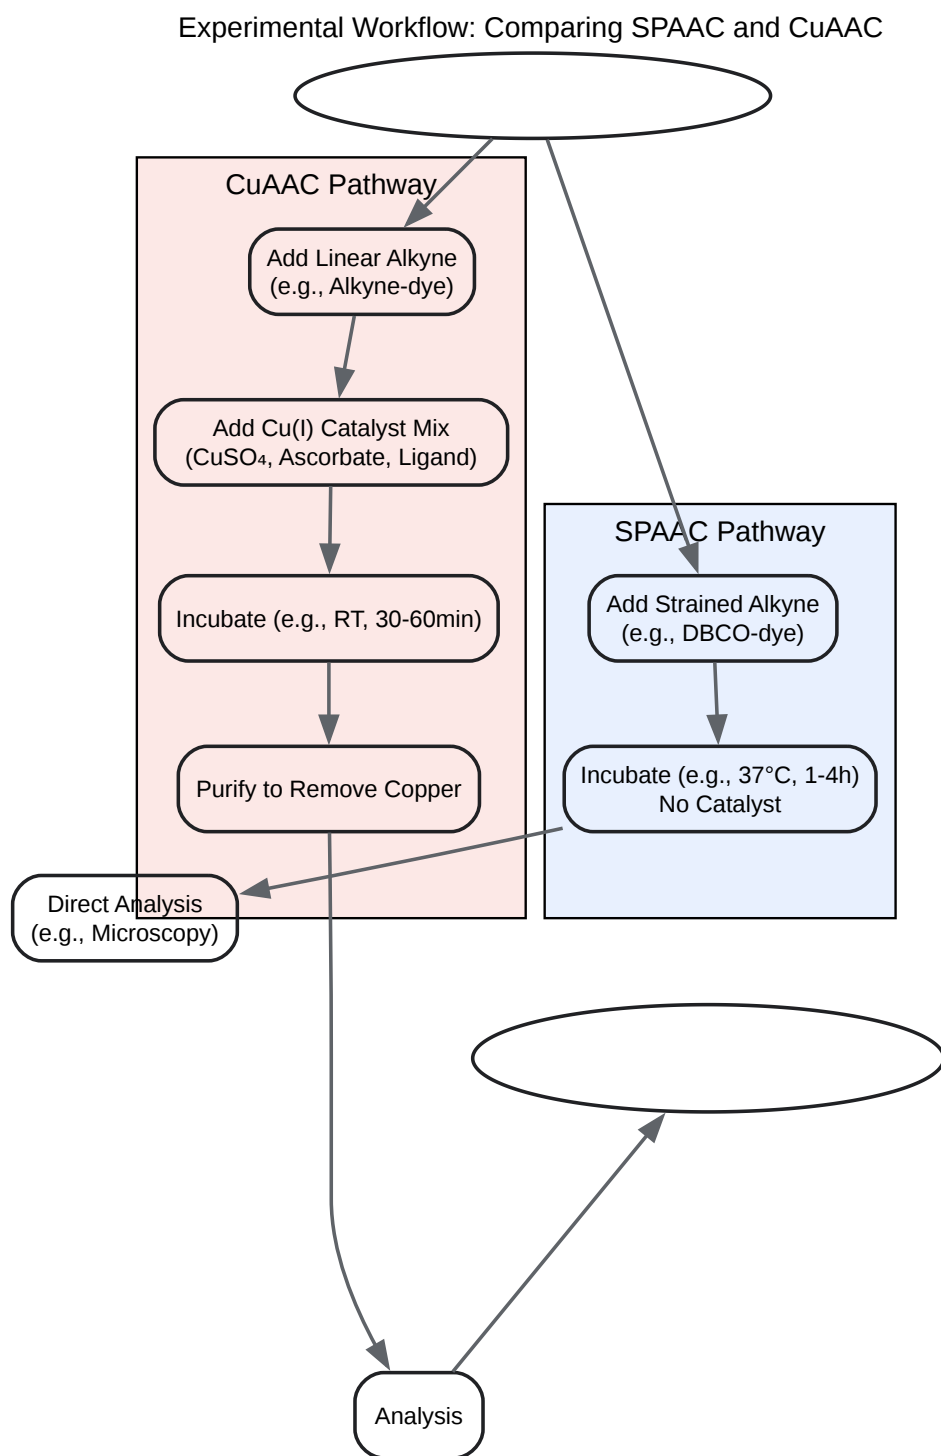 Experimental Workflow: Comparing SPAAC and CuAAC
CuAAC Pathway
Add Linear Alkyne
(e.g., Alkyne-dye)
Add Cu(I) Catalyst Mix
(CuSO₄, Ascorbate, Ligand)
Incubate (e.g., RT, 30-60min)
Purify to Remove Copper
SPAAC Pathway
Add Strained Alkyne
(e.g., DBCO-dye)
Incubate (e.g., 37°C, 1-4h)
No Catalyst
Direct Analysis
(e.g., Microscopy)
Analysis